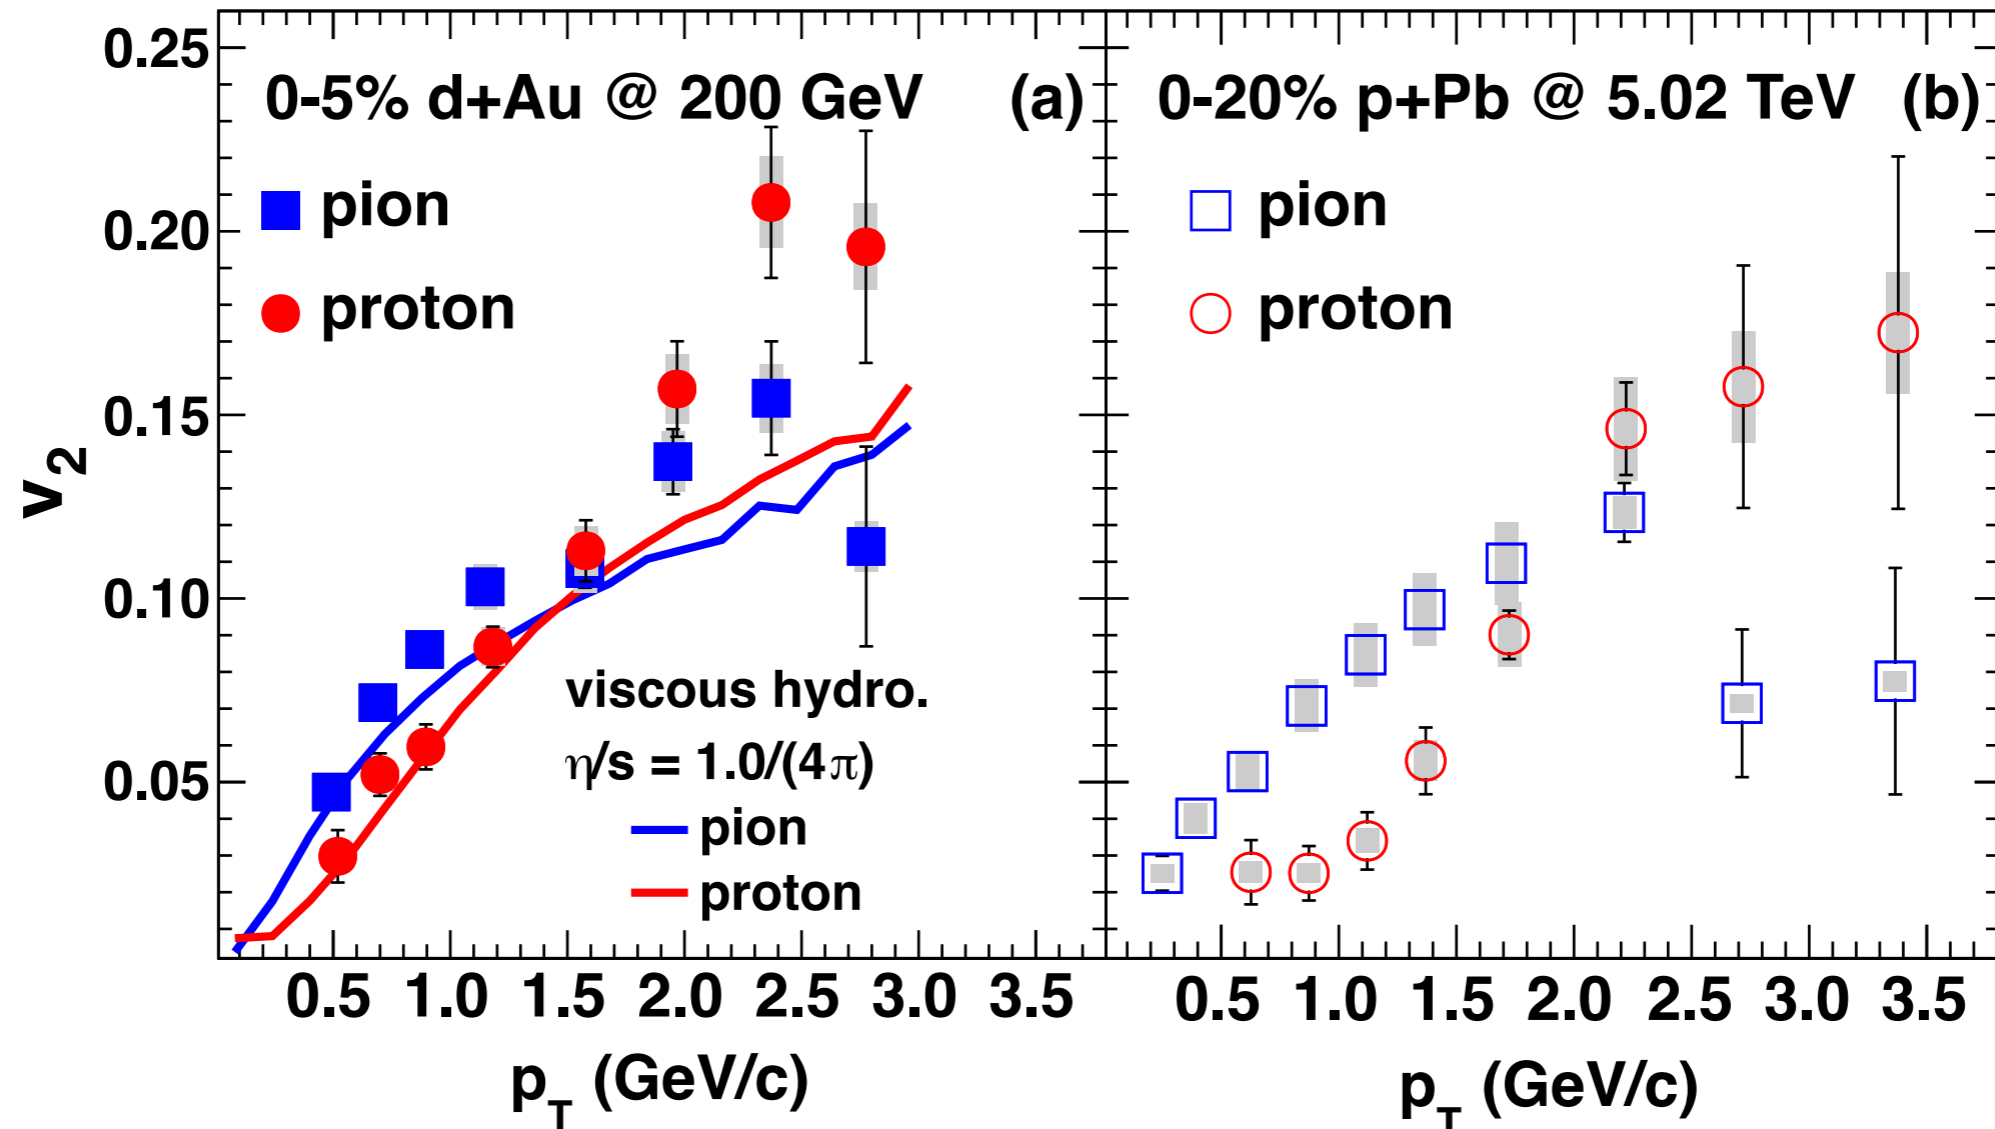 0-5% d+Au @ 200 GeV (a)
pion
proton
viscous hydro.
η/s = 1.0/(4π)
pion
proton
v2
0.25
0.20
0.15
0.10
0.05
0.5 1.0 1.5 2.0 2.5 3.0 3.5
pT (GeV/c)
0-20% p+Pb @ 5.02 TeV (b)
pion
proton
0.5 1.0 1.5 2.0 2.5 3.0 3.5
pT (GeV/c)